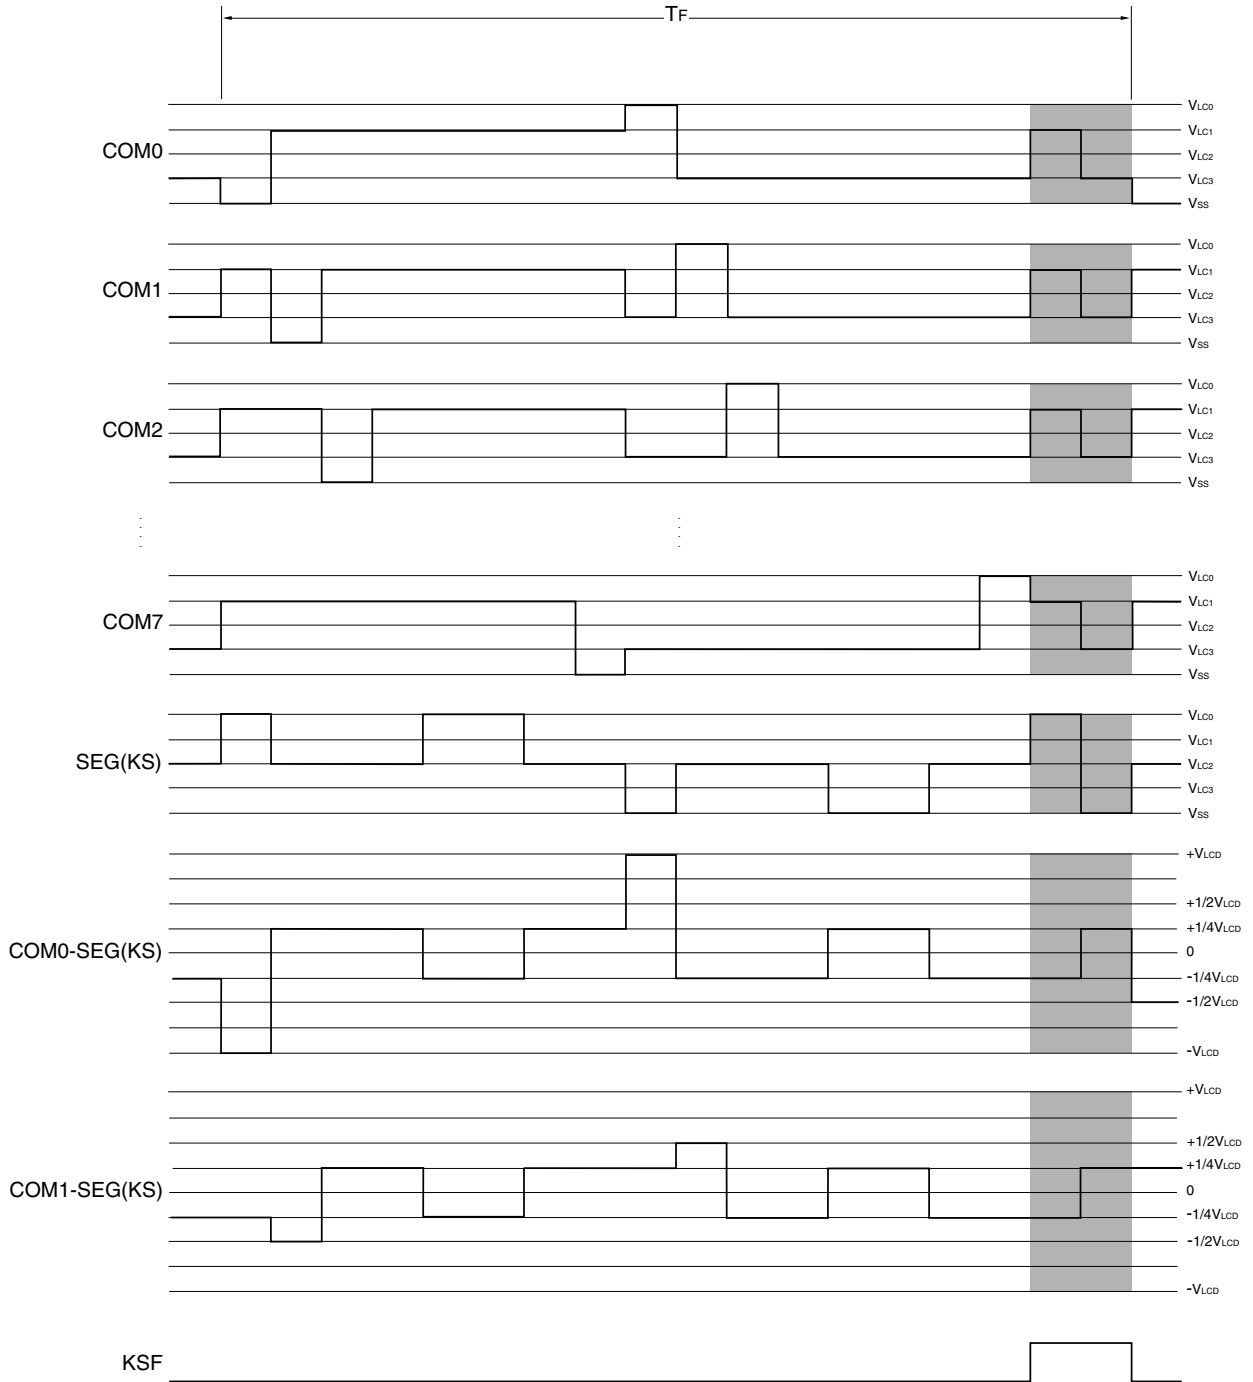 TF
COM0
VLC0
VLC1
VLC2
VLC3
VSS
COM1
VLC0
VLC1
VLC2
VLC3
VSS
COM2
VLC0
VLC1
VLC2
VLC3
VSS
COM7
VLC0
VLC1
VLC2
VLC3
VSS
SEG(KS)
VLC0
VLC1
VLC2
VLC3
VSS
COM0-SEG(KS)
+VLCD
+1/2VLCD
+1/4VLCD
0
-1/4VLCD
-1/2VLCD
-VLCD
COM1-SEG(KS)
+VLCD
+1/2VLCD
+1/4VLCD
0
-1/4VLCD
-1/2VLCD
-VLCD
KSF